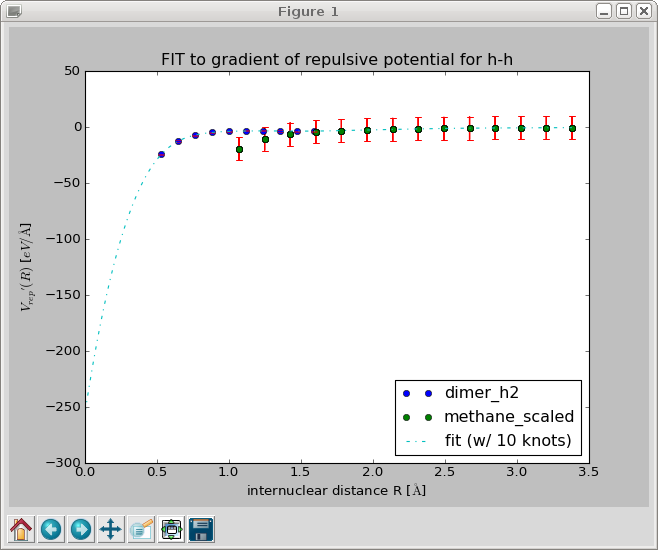 Figure 1
FIT to gradient of repulsive potential for h-h
50
0
−50
−100
−150
−200
−250
−300
V_rep'(R) [eV/Å]
0.0 0.5 1.0 1.5 2.0 2.5 3.0 3.5
internuclear distance R [Å]
dimer_h2
methane_scaled
fit (w/ 10 knots)